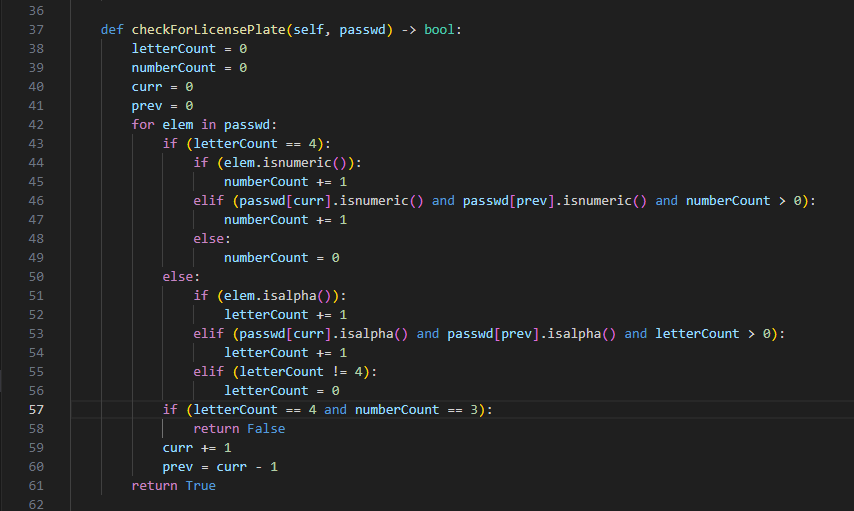 36
37 def checkForLicensePlate(self, passwd) -> bool:
38 letterCount = 0
39 numberCount = 0
40 curr = 0
41 prev = 0
42 for elem in passwd:
43 if (letterCount == 4):
44 if (elem.isnumeric()):
45 numberCount += 1
46 elif (passwd[curr].isnumeric() and passwd[prev].isnumeric() and numberCount > 0):
47 numberCount += 1
48 else:
49 numberCount = 0
50 else:
51 if (elem.isalpha()):
52 letterCount += 1
53 elif (passwd[curr].isalpha() and passwd[prev].isalpha() and letterCount > 0):
54 letterCount += 1
55 elif (letterCount != 4):
56 letterCount = 0
57 if (letterCount == 4 and numberCount == 3):
58 return False
59 curr += 1
60 prev = curr - 1
61 return True
62